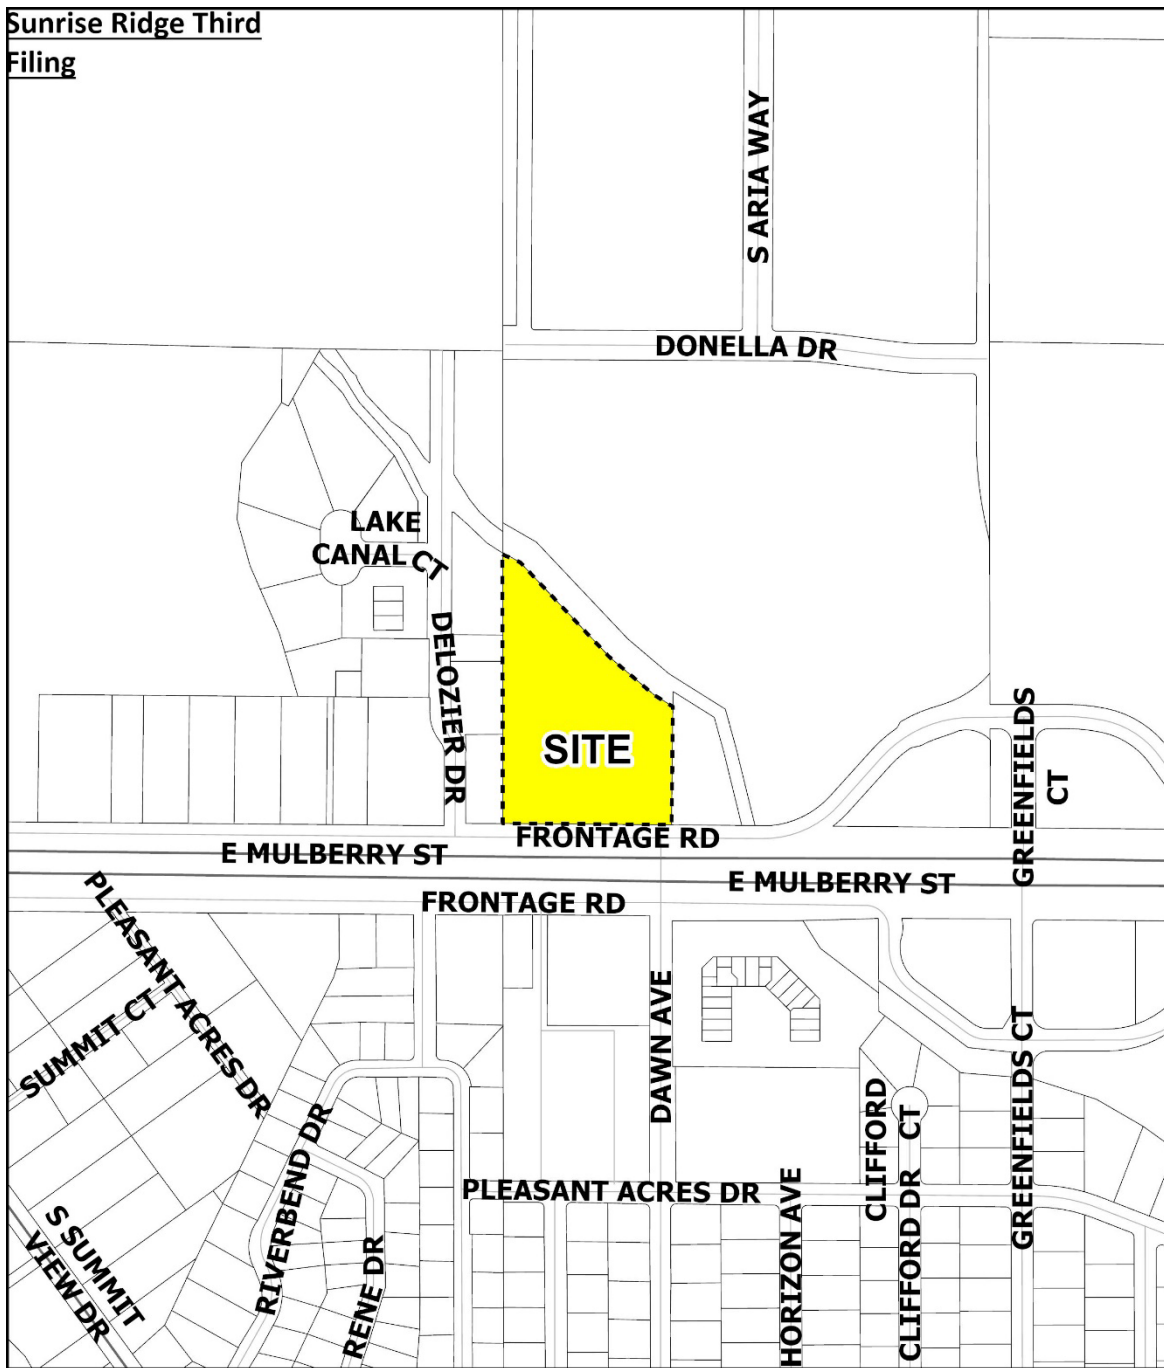 Sunrise Ridge Third
Filing
S ARIA WAY
DONELLA DR
LAKE
CANAL CT
DELOZIER DR
SITE
GREENFIELDS
CT
FRONTAGE RD
E MULBERRY ST
E MULBERRY ST
FRONTAGE RD
PLEASANT ACRES DR
SUMMIT CT
DAWN AVE
GREENFIELDS CT
CLIFFORD
CT
RIVERBEND DR
PLEASANT ACRES DR
HORIZON AVE
CLIFFORD DR
S SUMMIT
VIEW DR
RENE DR